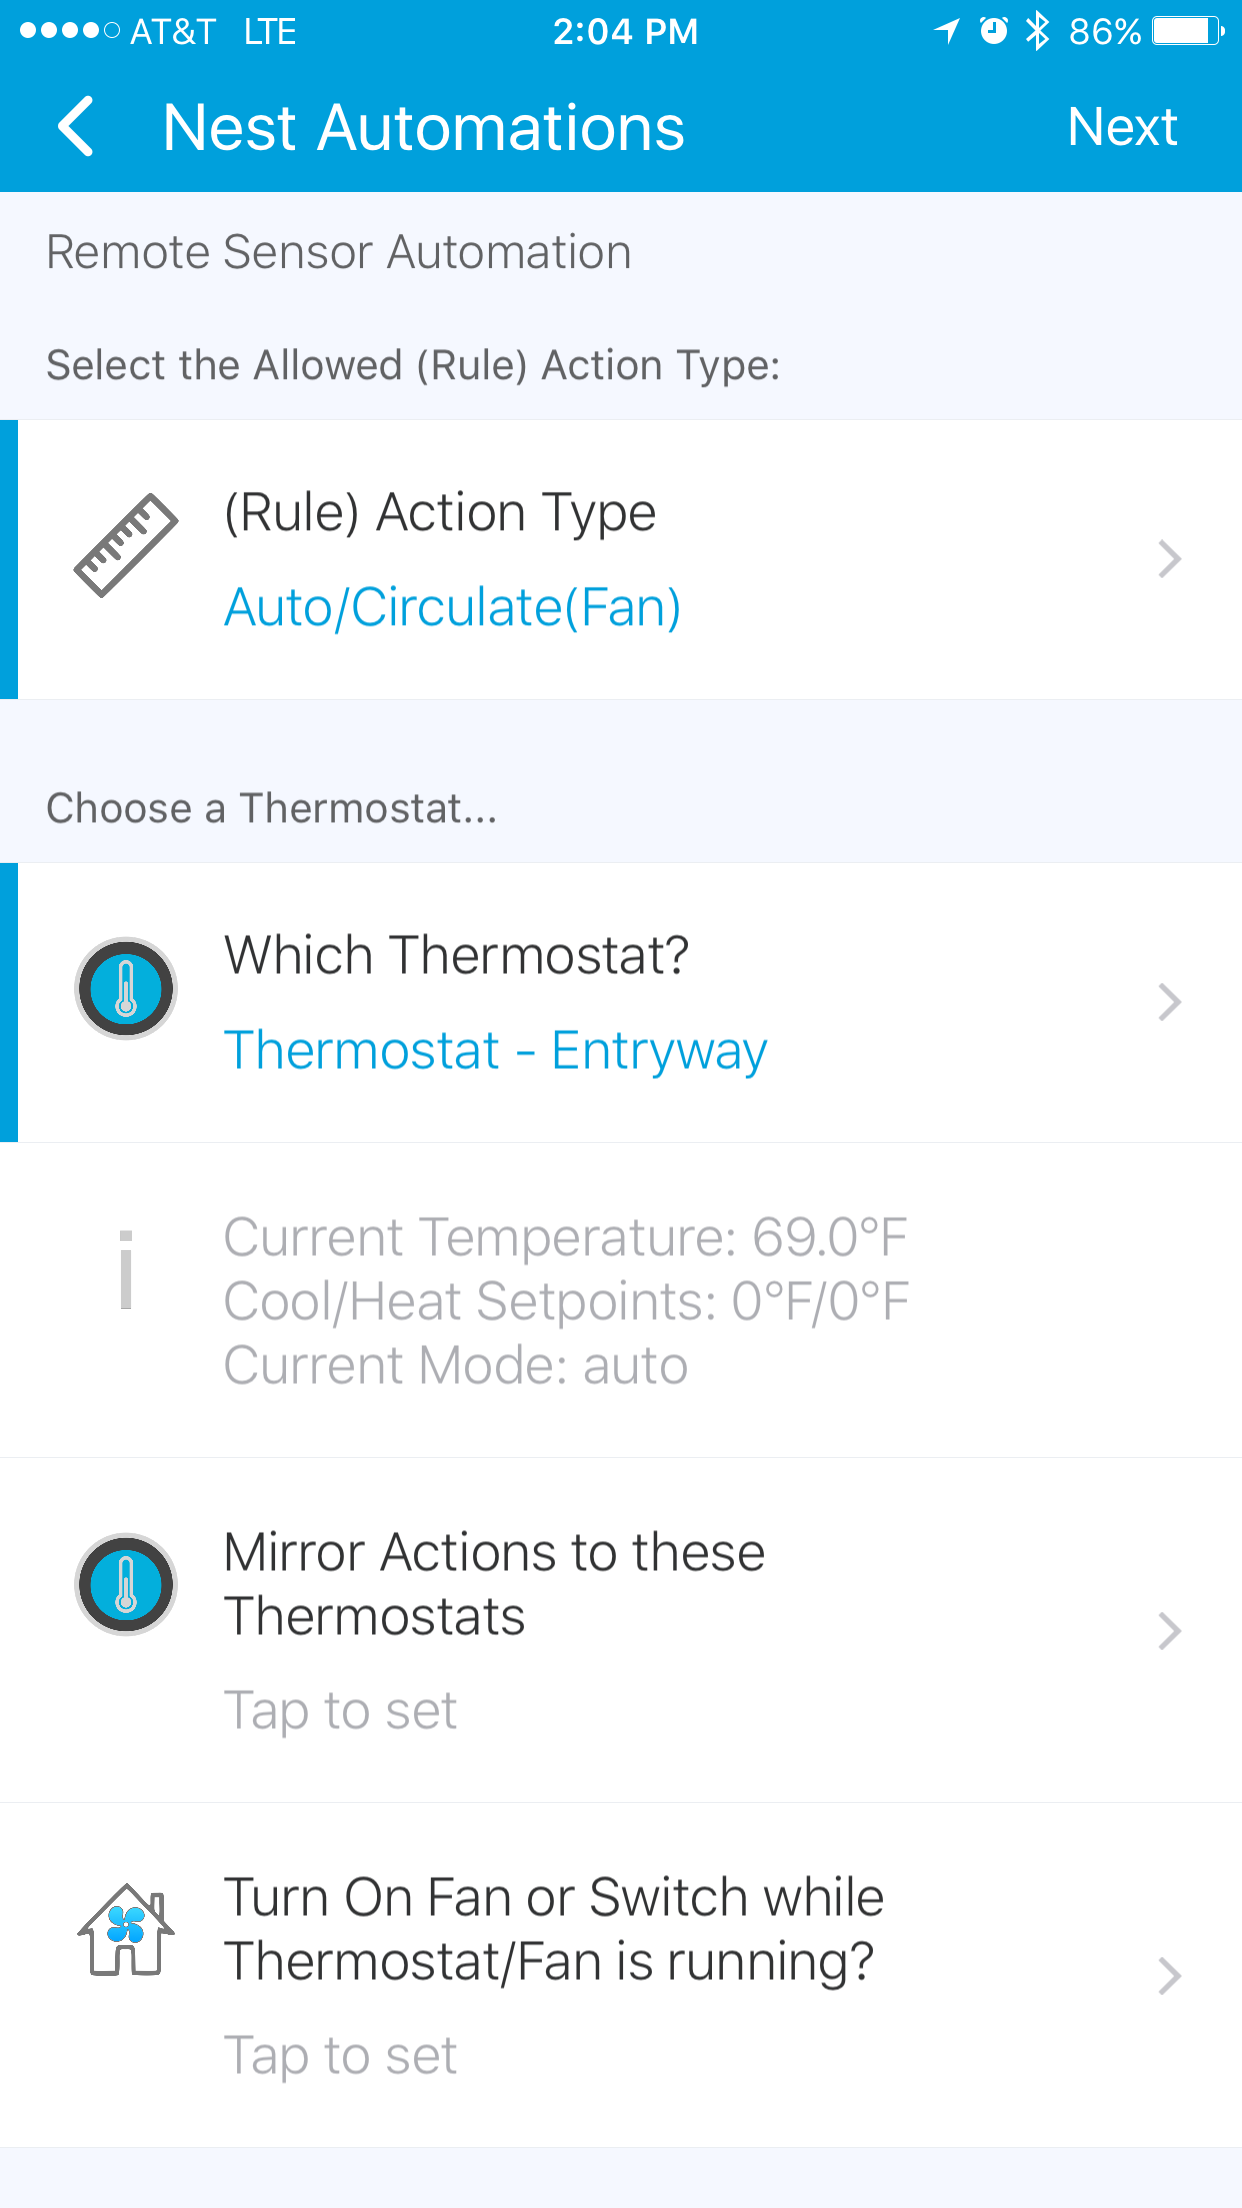 AT&T LTE 2:04 PM 86%
Nest Automations Next
Remote Sensor Automation
Select the Allowed (Rule) Action Type:
(Rule) Action Type
Auto/Circulate(Fan)
Choose a Thermostat...
Which Thermostat?
Thermostat - Entryway
Current Temperature: 69.0°F
Cool/Heat Setpoints: 0°F/0°F
Current Mode: auto
Mirror Actions to these
Thermostats
Tap to set
Turn On Fan or Switch while
Thermostat/Fan is running?
Tap to set